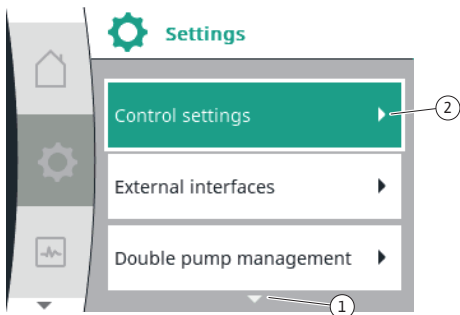 Settings
Control settings
2
External interfaces
Double pump management
1